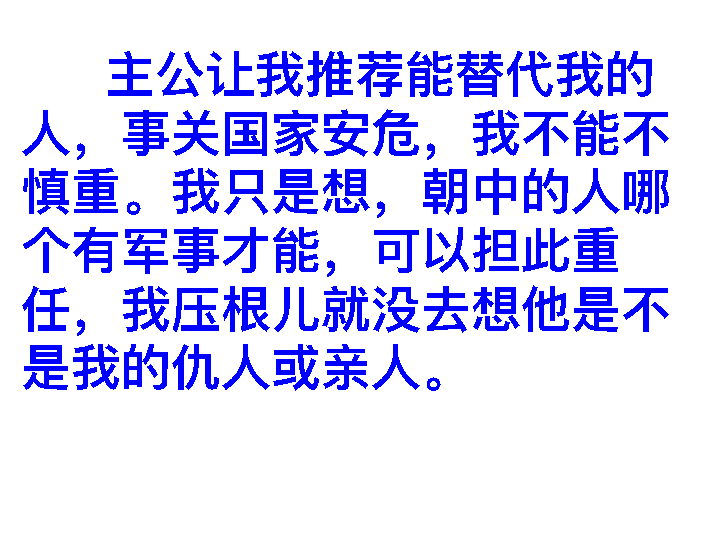 主公让我推荐能替代我的
人，事关国家安危，我不能不
慎重。我只是想，朝中的人哪
个有军事才能，可以担此重
任，我压根儿就没去想他是不
是我的仇人或亲人。